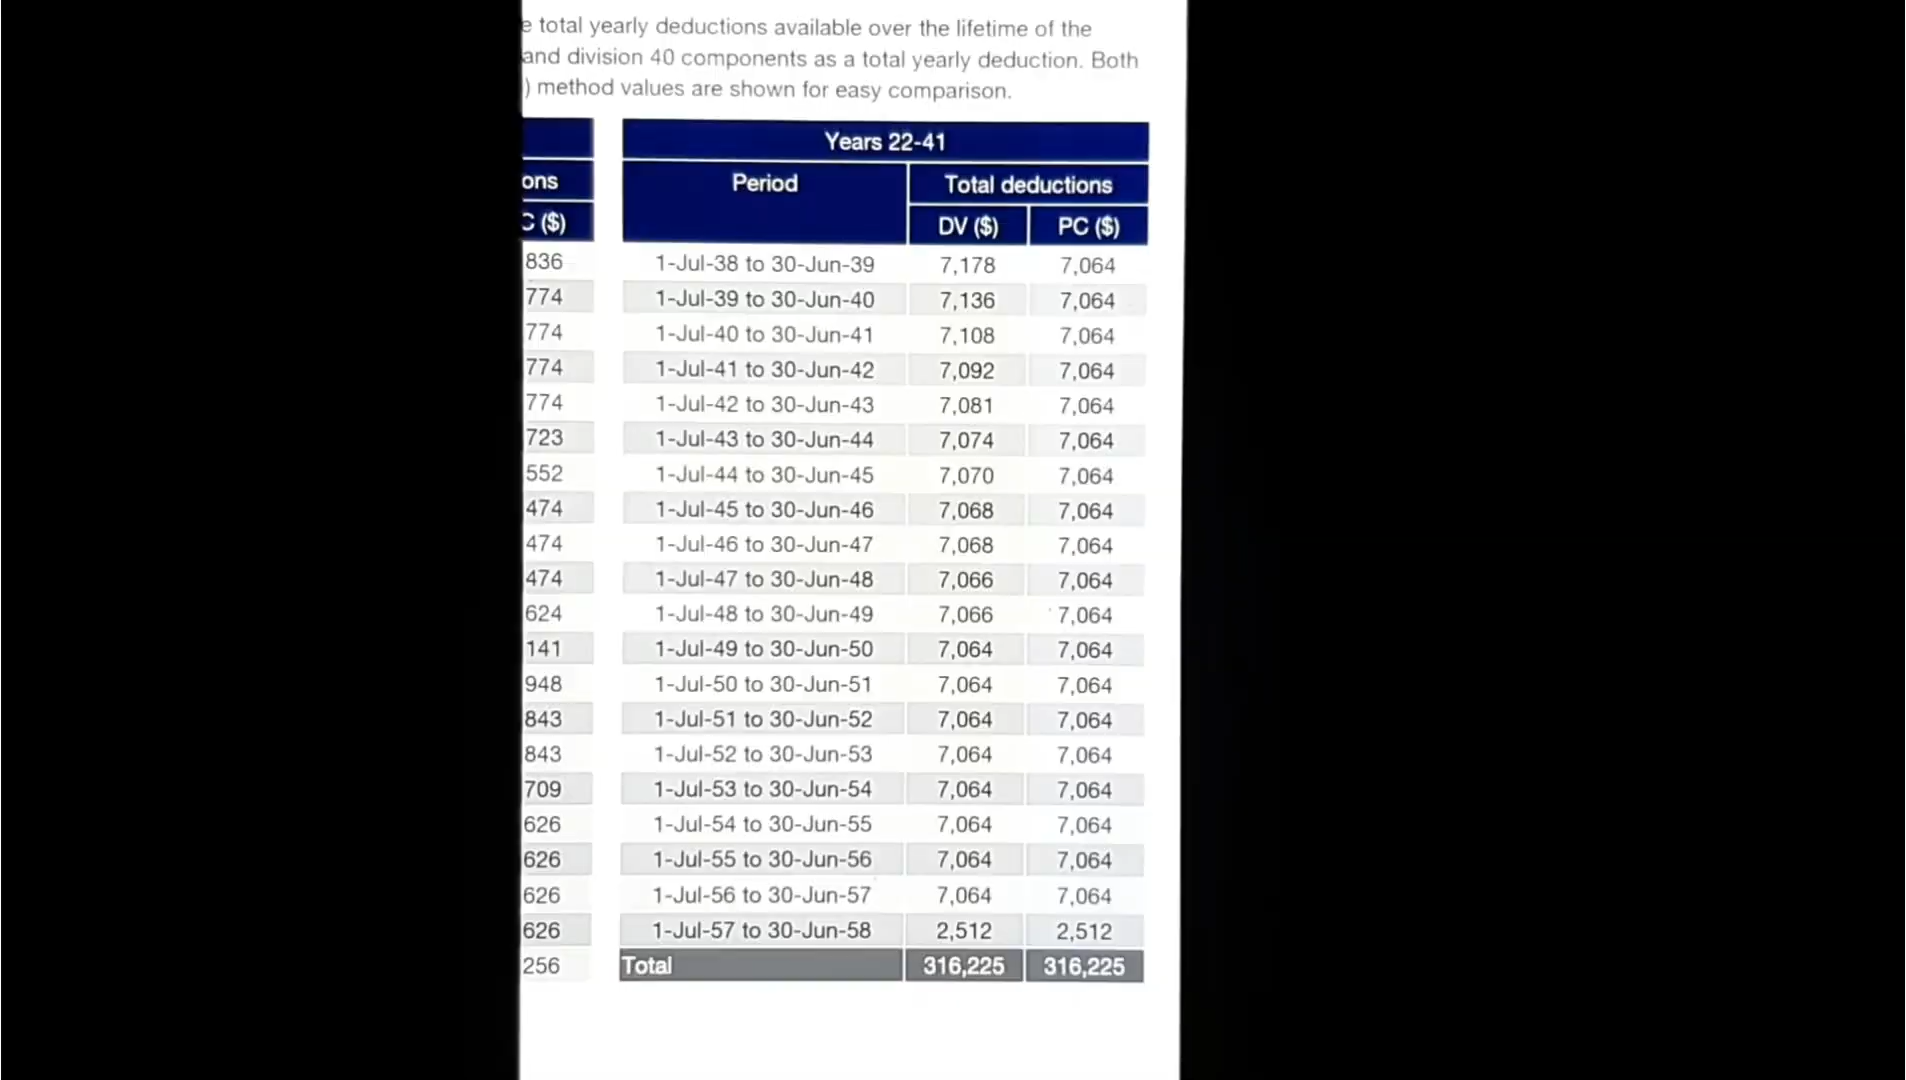 e total yearly deductions available over the lifetime of the
and division 40 components as a total yearly deduction. Both
) method values are shown for easy comparison.
Years 22-41
ons Period Total deductions
C ($) DV ($) PC ($)
836 1-Jul-38 to 30-Jun-39 7,178 7,064
774 1-Jul-39 to 30-Jun-40 7,136 7,064
774 1-Jul-40 to 30-Jun-41 7,108 7,064
774 1-Jul-41 to 30-Jun-42 7,092 7,064
774 1-Jul-42 to 30-Jun-43 7,081 7,064
723 1-Jul-43 to 30-Jun-44 7,074 7,064
552 1-Jul-44 to 30-Jun-45 7,070 7,064
474 1-Jul-45 to 30-Jun-46 7,068 7,064
474 1-Jul-46 to 30-Jun-47 7,068 7,064
474 1-Jul-47 to 30-Jun-48 7,066 7,064
624 1-Jul-48 to 30-Jun-49 7,066 7,064
141 1-Jul-49 to 30-Jun-50 7,064 7,064
948 1-Jul-50 to 30-Jun-51 7,064 7,064
843 1-Jul-51 to 30-Jun-52 7,064 7,064
843 1-Jul-52 to 30-Jun-53 7,064 7,064
709 1-Jul-53 to 30-Jun-54 7,064 7,064
626 1-Jul-54 to 30-Jun-55 7,064 7,064
626 1-Jul-55 to 30-Jun-56 7,064 7,064
626 1-Jul-56 to 30-Jun-57 7,064 7,064
626 1-Jul-57 to 30-Jun-58 2,512 2,512
256 Total 316,225 316,225